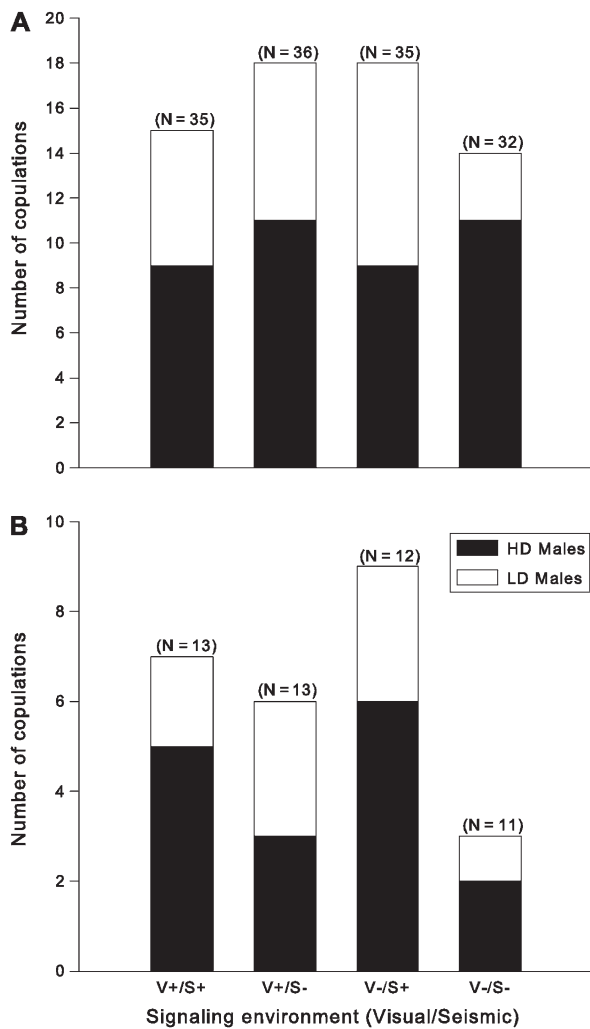 A
20
18
16
14
12
10
8
6
4
2
0
Number of copulations
(N = 35)
(N = 36)
(N = 35)
(N = 32)
B
10
8
6
4
2
0
Number of copulations
(N = 13)
(N = 13)
(N = 12)
(N = 11)
HD Males
LD Males
V+/S+ V+/S- V-/S+ V-/S-
Signaling environment (Visual/Seismic)